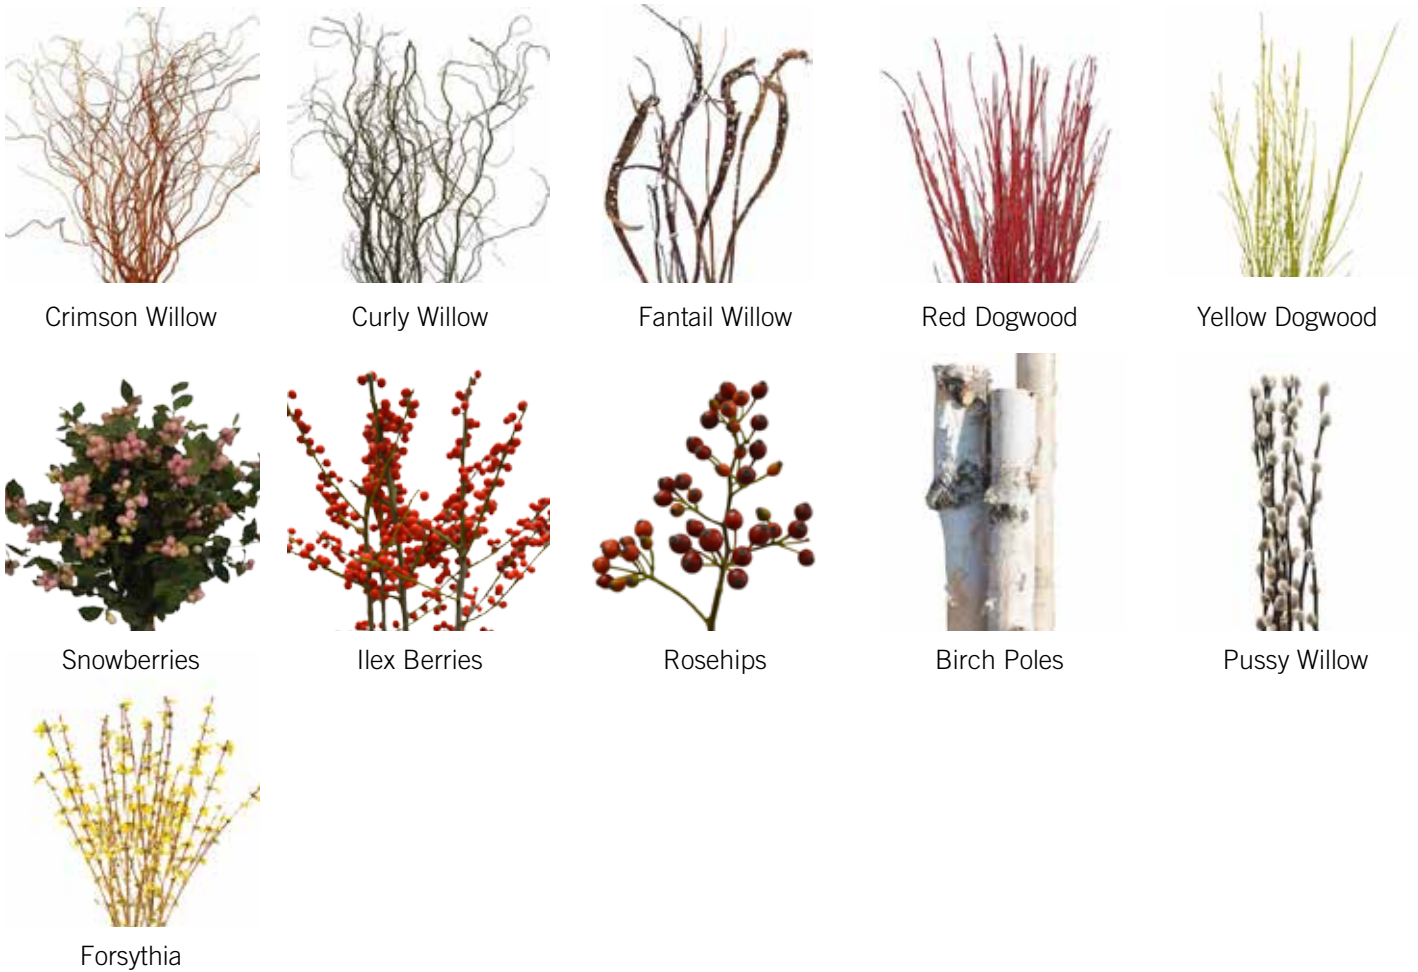 Crimson Willow
Curly Willow
Fantail Willow
Red Dogwood
Yellow Dogwood
Snowberries
Ilex Berries
Rosehips
Birch Poles
Pussy Willow
Forsythia